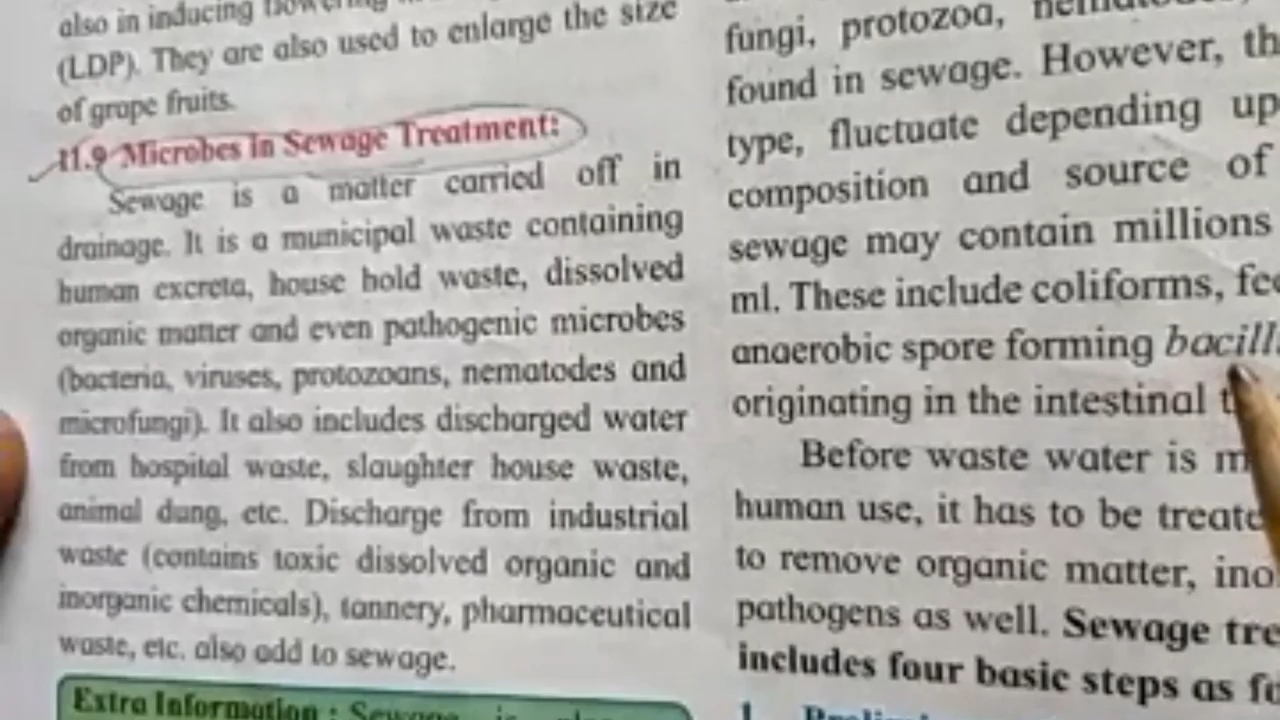 also in inducing flowering
(LDP). They are also used to enlarge the size
of grape fruits.
11.9 Microbes in Sewage Treatment:
Sewage is a matter carried off in
drainage. It is a municipal waste containing
human excreta, house hold waste, dissolved
organic matter and even pathogenic microbes
(bacteria, viruses, protozoans, nematodes and
microfungi). It also includes discharged water
from hospital waste, slaughter house waste,
animal dung, etc. Discharge from industrial
waste (contains toxic dissolved organic and
inorganic chemicals), tannery, pharmaceutical
waste, etc. also add to sewage.
Extra Information : Sewage is
fungi, protozoa, nematodes,
found in sewage. However, th
type, fluctuate depending up
composition and source of
sewage may contain millions
ml. These include coliforms, fec
anaerobic spore forming bacill
originating in the intestinal t
Before waste water is m
human use, it has to be treate
to remove organic matter, ino
pathogens as well. Sewage tre
includes four basic steps as fo
1.